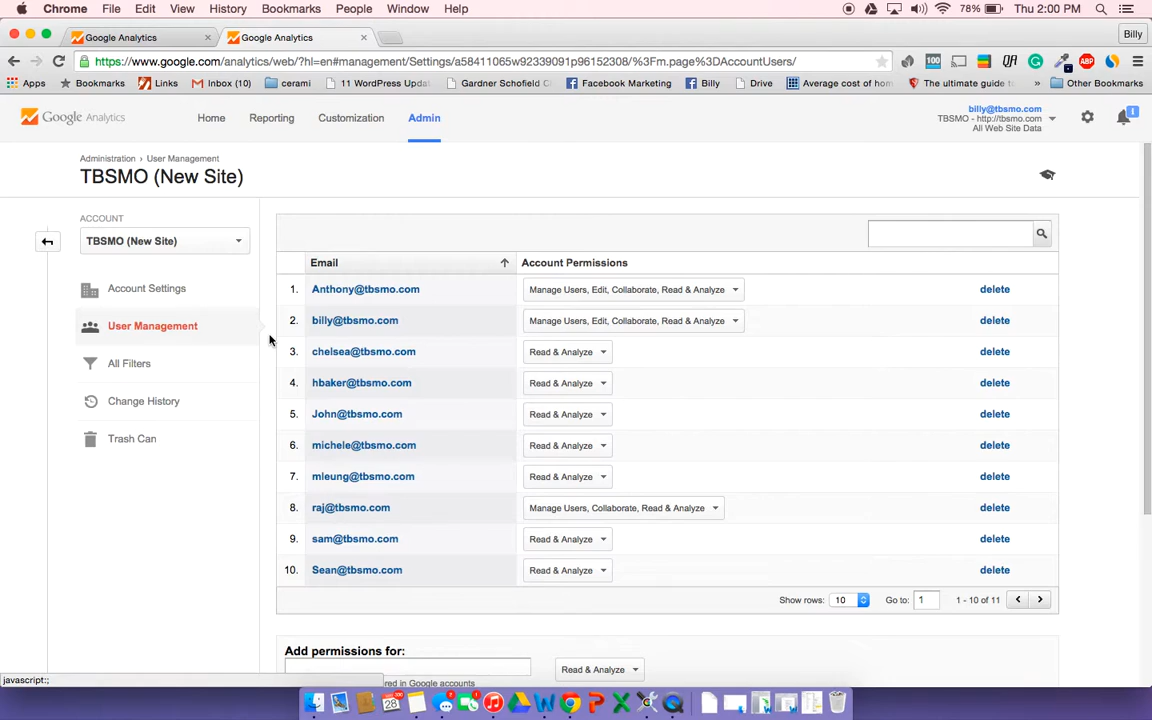 Chrome File Edit View History Bookmarks People Window Help 78% Thu 2:00 PM
Google Analytics Google Analytics Billy
https://www.google.com/analytics/web/?hl=en#management/Settings/a58411065w92339091p96152308/%3Fm.page%3DAccountUsers/
Apps Bookmarks Links Inbox (10) cerami 11 WordPress Upda Gardner Schofield C Facebook Marketing Billy Drive Average cost of hom The ultimate guide t » Other Bookmarks
Google Analytics Home Reporting Customization Admin
billy@tbsmo.com
TBSMO - http://tbsmo.com
All Web Site Data
Administration › User Management
TBSMO (New Site)
ACCOUNT
TBSMO (New Site)
Account Settings
User Management
All Filters
Change History
Trash Can
Email Account Permissions
1. Anthony@tbsmo.com Manage Users, Edit, Collaborate, Read & Analyze delete
2. billy@tbsmo.com Manage Users, Edit, Collaborate, Read & Analyze delete
3. chelsea@tbsmo.com Read & Analyze delete
4. hbaker@tbsmo.com Read & Analyze delete
5. John@tbsmo.com Read & Analyze delete
6. michele@tbsmo.com Read & Analyze delete
7. mleung@tbsmo.com Read & Analyze delete
8. raj@tbsmo.com Manage Users, Collaborate, Read & Analyze delete
9. sam@tbsmo.com Read & Analyze delete
10. Sean@tbsmo.com Read & Analyze delete
Show rows: 10 Go to: 1 1 - 10 of 11
Add permissions for:
Read & Analyze
javascript:; red in Google accounts